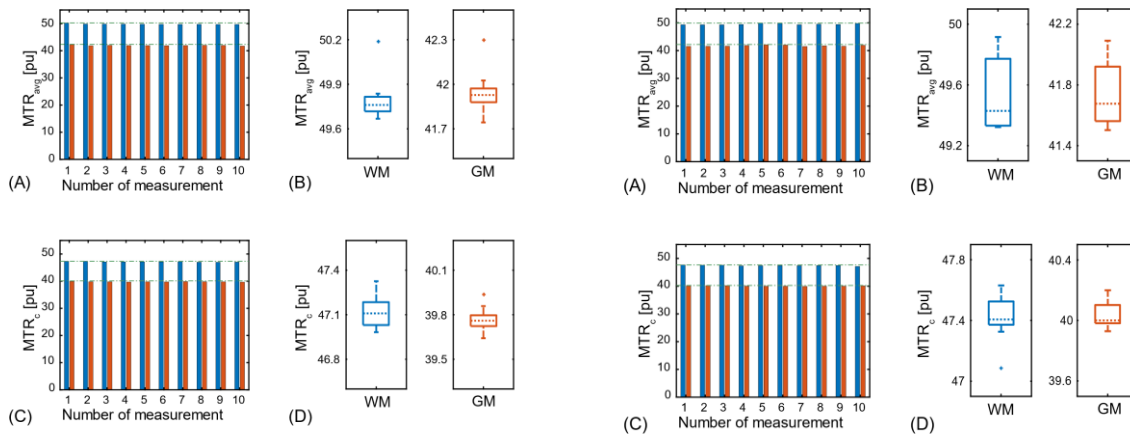 50
40
30
20
10
0
MTRavg [pu]
1 2 3 4 5 6 7 8 9 10
Number of measurement
(A)
50.2
49.9
49.6
MTRavg [pu]
WM
(B)
42.3
42
41.7
GM
50
40
30
20
10
0
MTRavg [pu]
1 2 3 4 5 6 7 8 9 10
Number of measurement
(A)
50
49.6
49.2
MTRavg [pu]
WM
(B)
42.2
41.8
41.4
GM
50
40
30
20
10
0
MTRc [pu]
1 2 3 4 5 6 7 8 9 10
Number of measurement
(C)
47.4
47.1
46.8
MTRc [pu]
WM
(D)
40.1
39.8
39.5
GM
50
40
30
20
10
0
MTRc [pu]
1 2 3 4 5 6 7 8 9 10
Number of measurement
(C)
47.8
47.4
47
MTRc [pu]
WM
(D)
40.4
40
39.6
GM